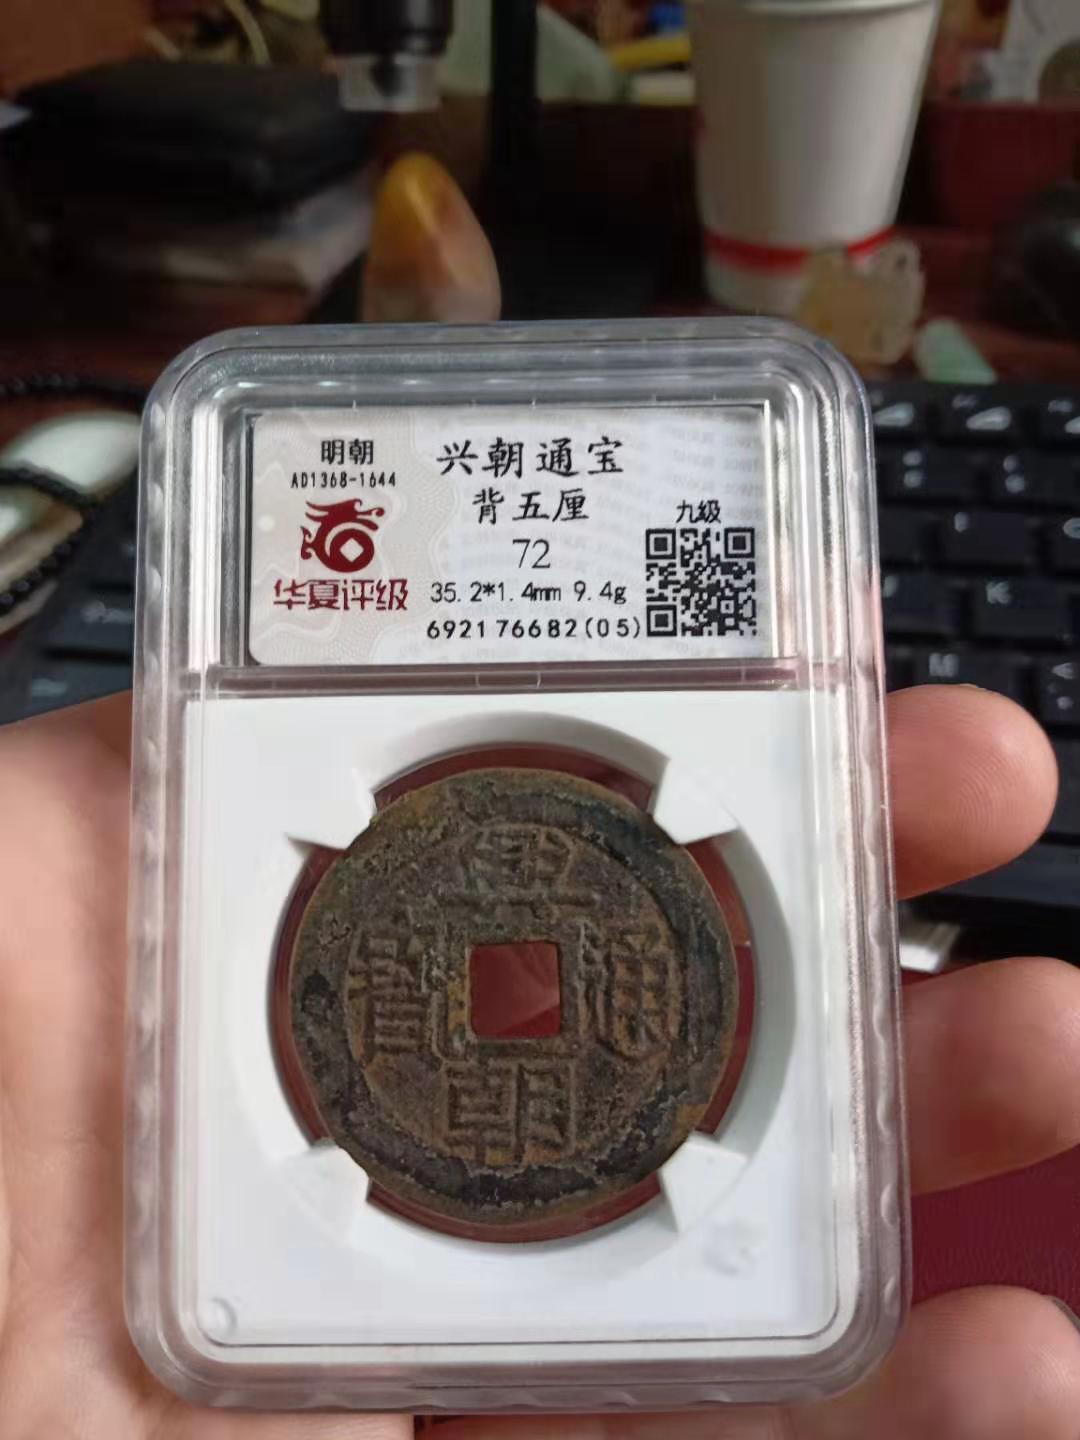 明朝
AD1368-1644
华夏评级
兴朝通宝
背五厘
72
35.2*1.4mm 9.4g
692176682(05)
九級
興
寶 通
朝
K
M